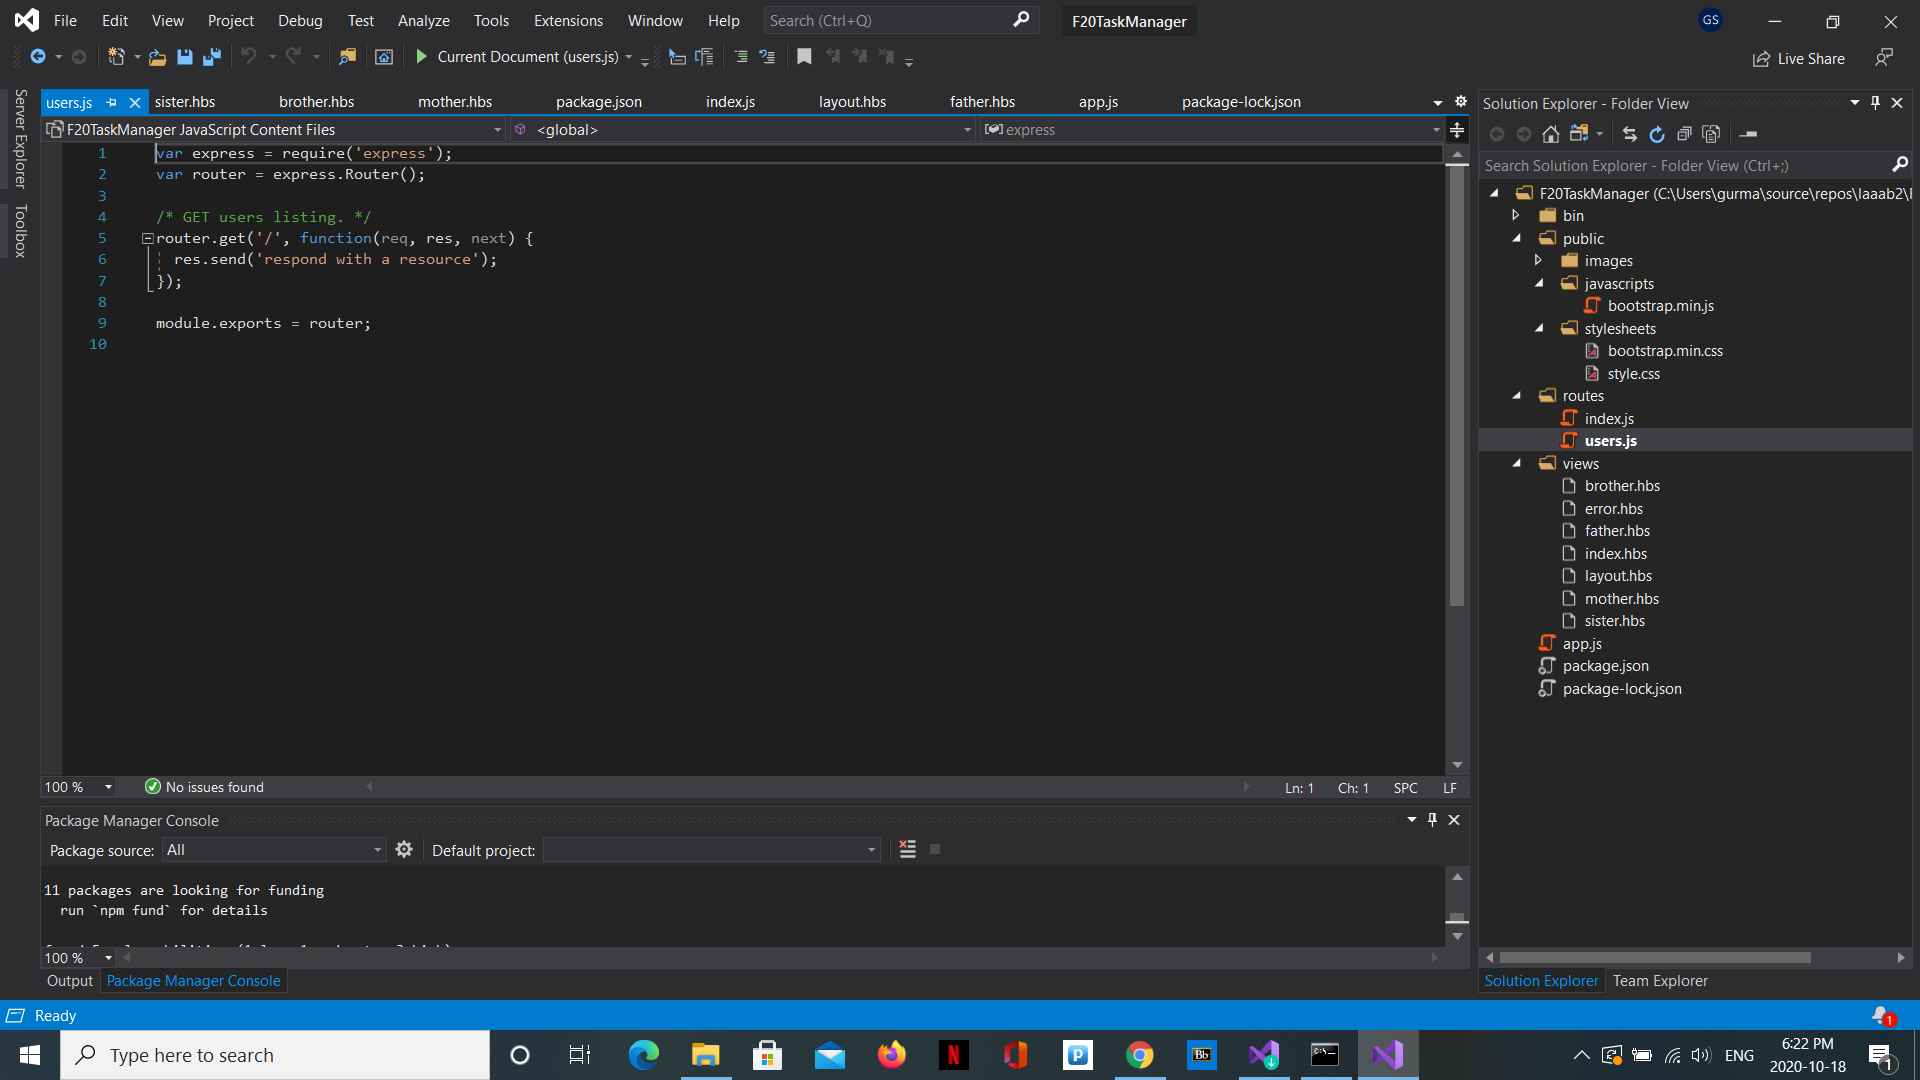 File Edit View Project Debug Test Analyze Tools Extensions Window Help Search (Ctrl+Q) F20TaskManager GS
Current Document (users.js) Live Share
Server Explorer
Toolbox
users.js sister.hbs brother.hbs mother.hbs package.json index.js layout.hbs father.hbs app.js package-lock.json
F20TaskManager JavaScript Content Files <global> express
1 var express = require('express');
2 var router = express.Router();
3
4 /* GET users listing. */
5 router.get('/', function(req, res, next) {
6 res.send('respond with a resource');
7 });
8
9 module.exports = router;
10
100 % No issues found Ln: 1 Ch: 1 SPC LF
Package Manager Console
Package source: All Default project:
11 packages are looking for funding
run `npm fund` for details
100 %
Output Package Manager Console
Solution Explorer - Folder View
Search Solution Explorer - Folder View (Ctrl+;)
F20TaskManager (C:\Users\gurma\source\repos\laaab2\
bin
public
images
javascripts
bootstrap.min.js
stylesheets
bootstrap.min.css
style.css
routes
index.js
users.js
views
brother.hbs
error.hbs
father.hbs
index.hbs
layout.hbs
mother.hbs
sister.hbs
app.js
package.json
package-lock.json
Solution Explorer Team Explorer
Ready 1
Type here to search N P Bb ENG 6:22 PM
2020-10-18 1